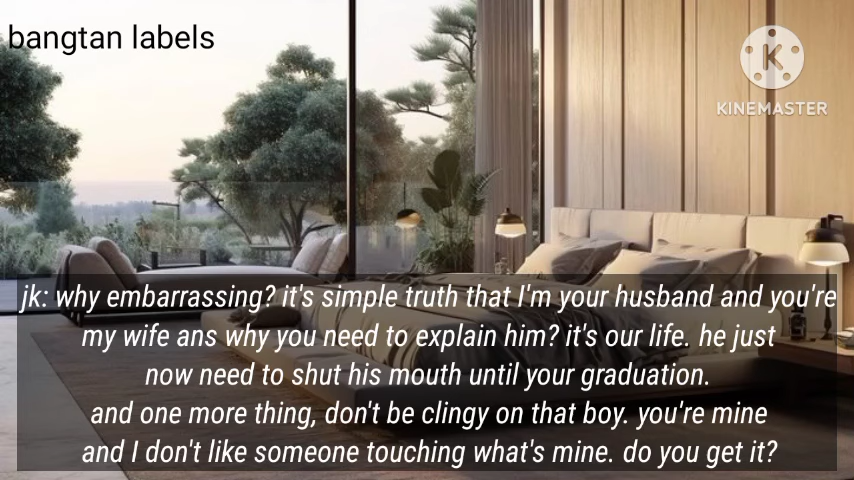 bangtan labels
KINEMASTER
jk: why embarrassing? it's simple truth that I'm your husband and you're
my wife ans why you need to explain him? it's our life. he just
now need to shut his mouth until your graduation.
and one more thing, don't be clingy on that boy. you're mine
and I don't like someone touching what's mine. do you get it?